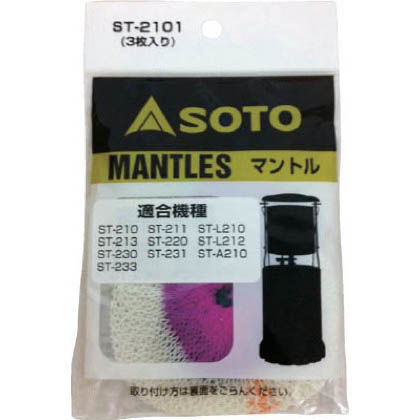 ST-2101
(3枚入り)
SOTO
MANTLES マントル
適合機種
ST-210 ST-211 ST-L210
ST-213 ST-220 ST-L212
ST-230 ST-231 ST-A210
ST-233
取り付け方は裏面をごらんください。